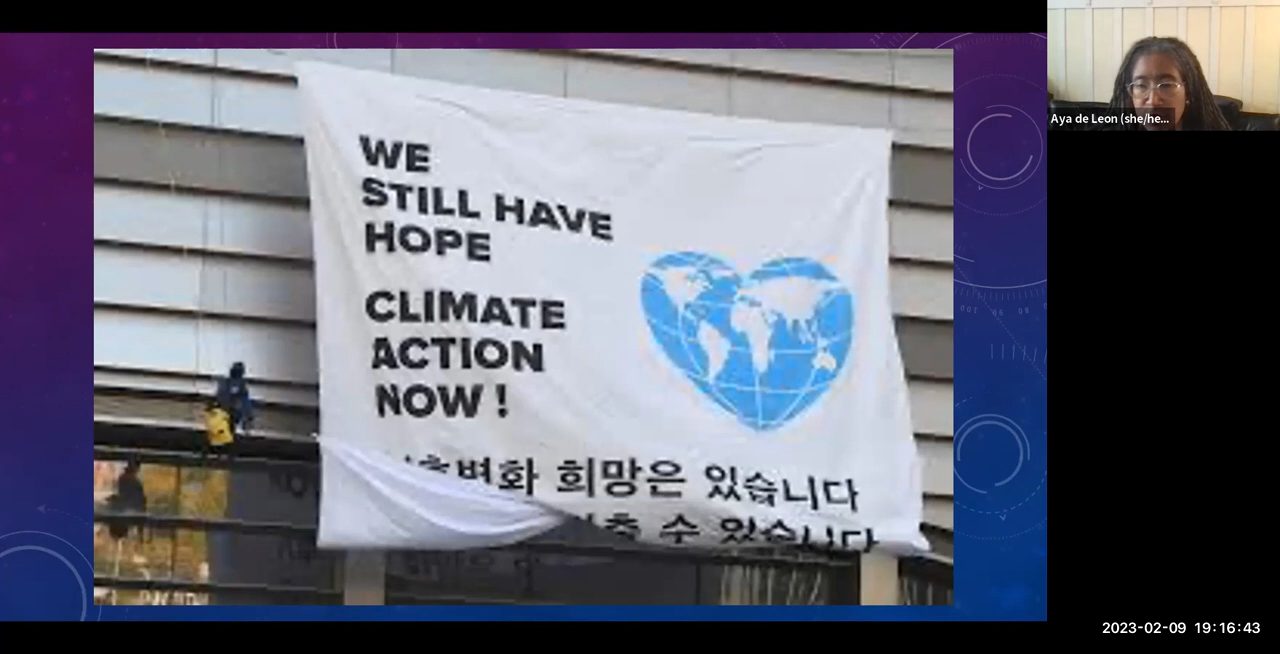 WE
STILL HAVE
HOPE
CLIMATE
ACTION
NOW !
희망은 있습니다
수 있습니다
Aya de Leon (she/he...
2023-02-09 19:16:43